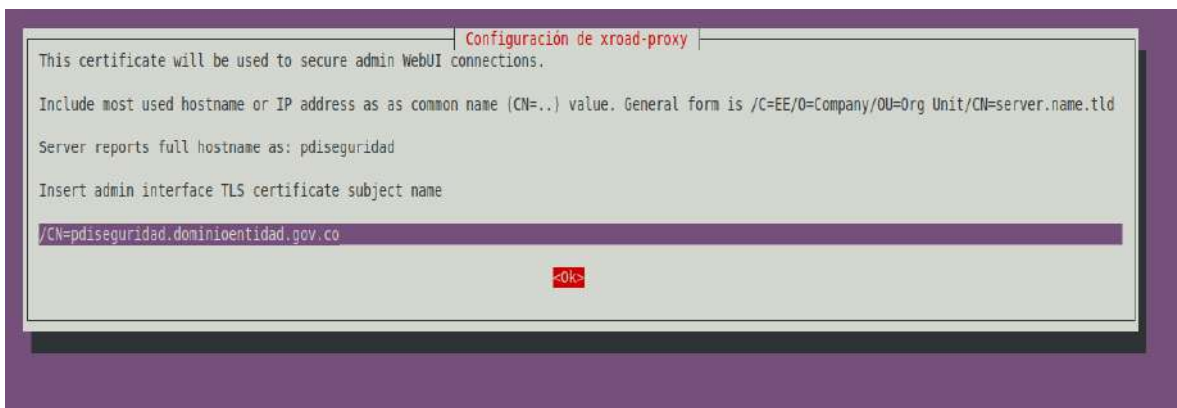 Configuración de xroad-proxy
This certificate will be used to secure admin WebUI connections.
Include most used hostname or IP address as as common name (CN=..) value. General form is /C=EE/O=Company/OU=Org Unit/CN=server.name.tld
Server reports full hostname as: pdiseguridad
Insert admin interface TLS certificate subject name
/CN=pdiseguridad.dominioentidad.gov.co
<Ok>